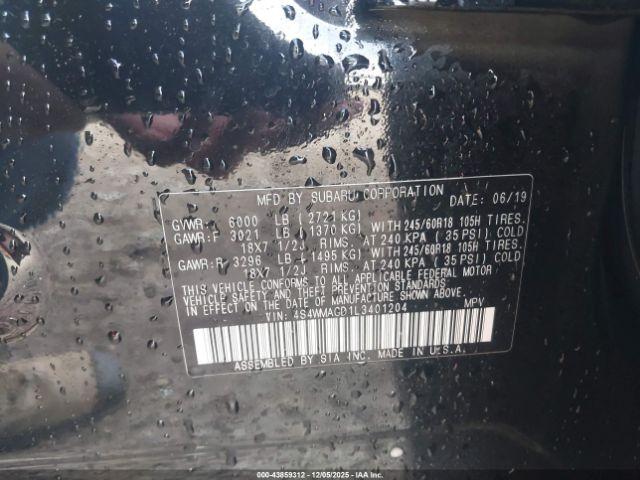 MFD BY SUBARU CORPORATION DATE: 06/19
GVWR: 6000 LB (2721 KG)
GAWR:F 3021 LB (1370 KG) WITH 245/60R18 105H TIRES,
18X7 1/2J RIMS, AT 240 KPA (35 PSI) COLD
GAWR:R 3296 LB (1495 KG) WITH 245/60R18 105H TIRES,
18X7 1/2J RIMS, AT 240 KPA (35 PSI) COLD
THIS VEHICLE CONFORMS TO ALL APPLICABLE FEDERAL MOTOR
VEHICLE SAFETY AND THEFT PREVENTION STANDARDS
IN EFFECT ON THE DATE OF MANUFACTURE SHOWN ABOVE.
VIN: 4S4WMACD1L3401204 MPV
ASSEMBLED BY SIA INC. MADE IN U.S.A.
000-43859312 | 12/05/2025 | IAA Inc.